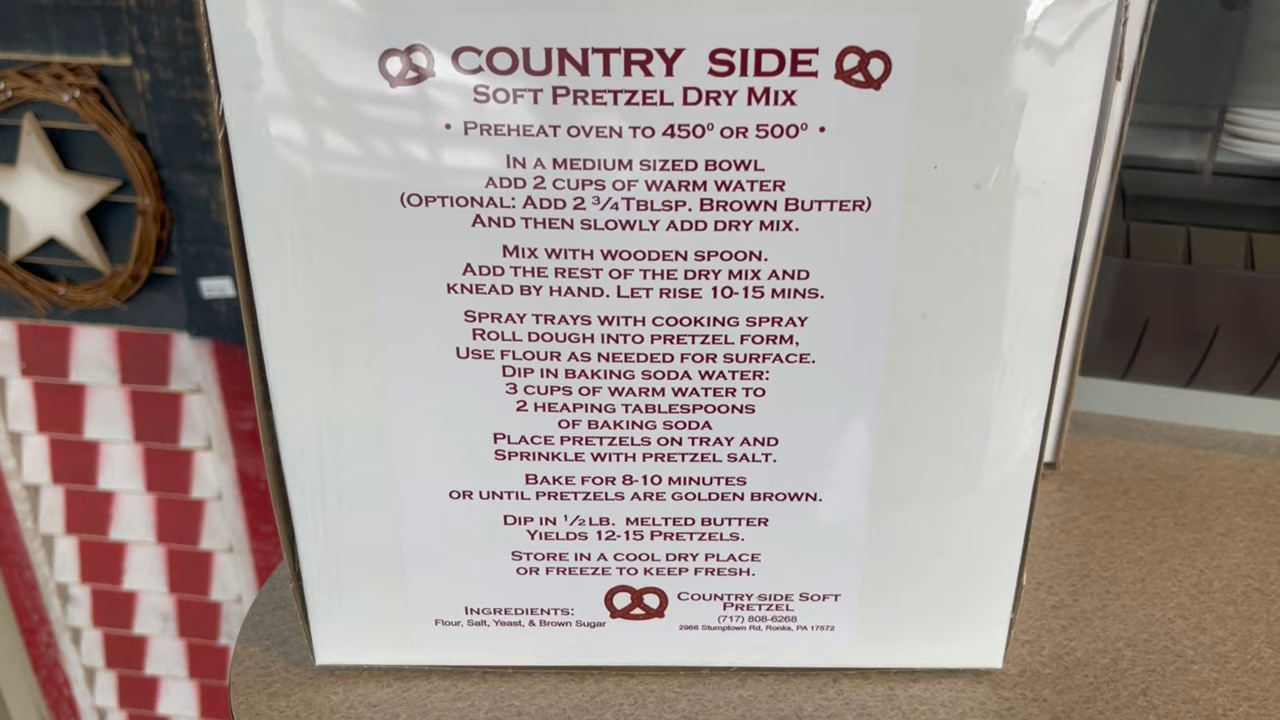 COUNTRY SIDE
SOFT PRETZEL DRY MIX
• PREHEAT OVEN TO 450º OR 500º •
IN A MEDIUM SIZED BOWL
ADD 2 CUPS OF WARM WATER
(OPTIONAL: ADD 2 3/4 TBLSP. BROWN BUTTER)
AND THEN SLOWLY ADD DRY MIX.
MIX WITH WOODEN SPOON.
ADD THE REST OF THE DRY MIX AND
KNEAD BY HAND. LET RISE 10-15 MINS.
SPRAY TRAYS WITH COOKING SPRAY
ROLL DOUGH INTO PRETZEL FORM,
USE FLOUR AS NEEDED FOR SURFACE.
DIP IN BAKING SODA WATER:
3 CUPS OF WARM WATER TO
2 HEAPING TABLESPOONS
OF BAKING SODA
PLACE PRETZELS ON TRAY AND
SPRINKLE WITH PRETZEL SALT.
BAKE FOR 8-10 MINUTES
OR UNTIL PRETZELS ARE GOLDEN BROWN.
DIP IN 1/2 LB. MELTED BUTTER
YIELDS 12-15 PRETZELS.
STORE IN A COOL DRY PLACE
OR FREEZE TO KEEP FRESH.
INGREDIENTS:
Flour, Salt, Yeast, & Brown Sugar
COUNTRY SIDE SOFT
PRETZEL
(717) 808-6268
2966 Stumptown Rd, Ronks, PA 17572